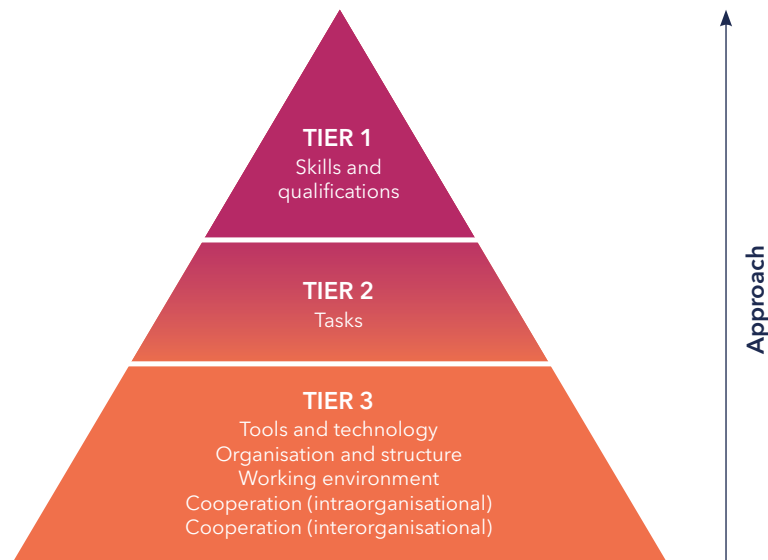 TIER 1
Skills and
qualifications
TIER 2
Tasks
TIER 3
Tools and technology
Organisation and structure
Working environment
Cooperation (intraorganisational)
Cooperation (interorganisational)
Approach